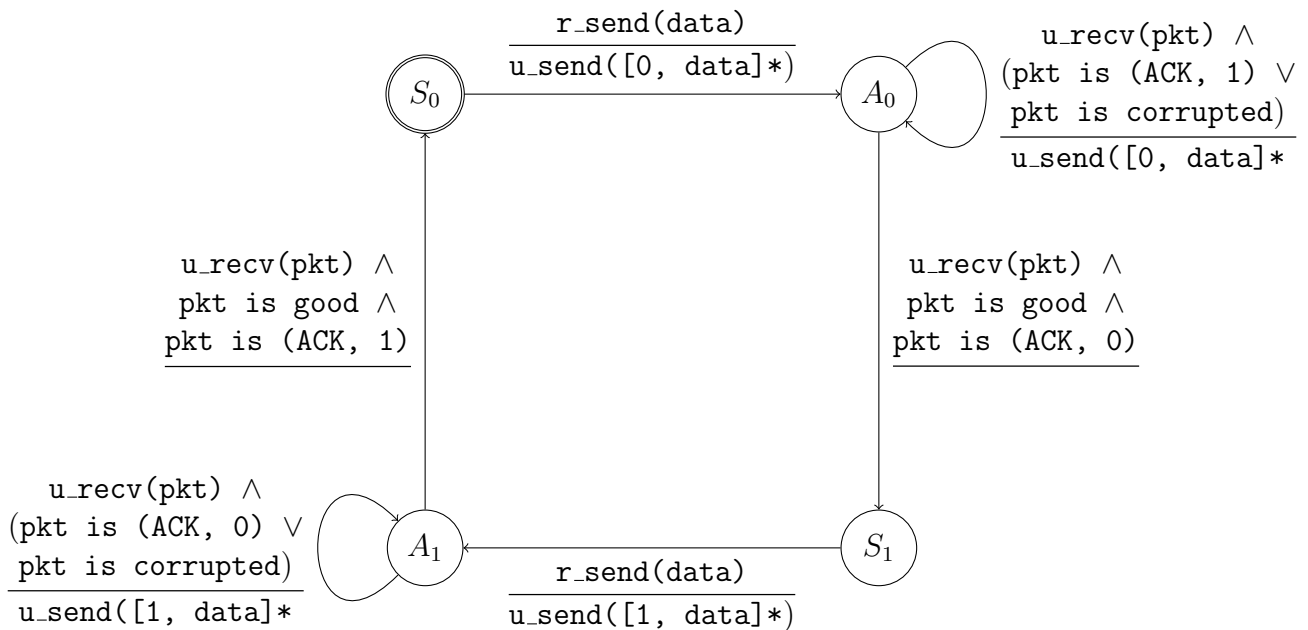 r_send(data)
u_send([0, data]*)
S0
A0
u_recv(pkt) ∧
(pkt is (ACK, 1) ∨
pkt is corrupted)
u_send([0, data]*
u_recv(pkt) ∧
pkt is good ∧
pkt is (ACK, 1)
u_recv(pkt) ∧
pkt is good ∧
pkt is (ACK, 0)
u_recv(pkt) ∧
(pkt is (ACK, 0) ∨
pkt is corrupted)
u_send([1, data]*
A1
S1
r_send(data)
u_send([1, data]*)